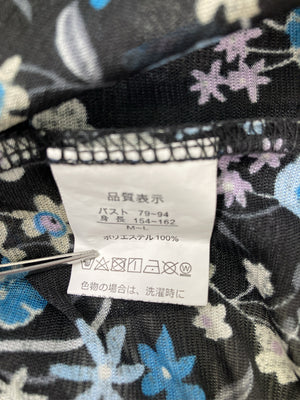 品質表示
バスト 79~94
身長 154~162
M~L
ポリエステル100%
色物の場合は、洗濯時に